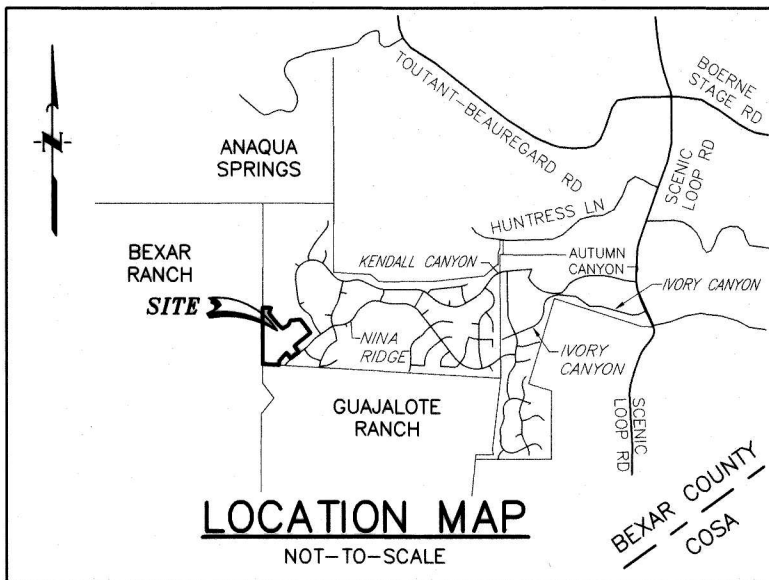 TOUTANT-BEAUREGARD RD
BOERNE
STAGE RD
N
ANAQUA
SPRINGS
SCENIC LOOP RD
HUNTRESS LN
BEXAR
RANCH
KENDALL CANYON
AUTUMN
CANYON
IVORY CANYON
SITE
NINA
RIDGE
IVORY
CANYON
GUAJALOTE
RANCH
SCENIC
LOOP RD
BEXAR COUNTY
COSA
LOCATION MAP
NOT-TO-SCALE